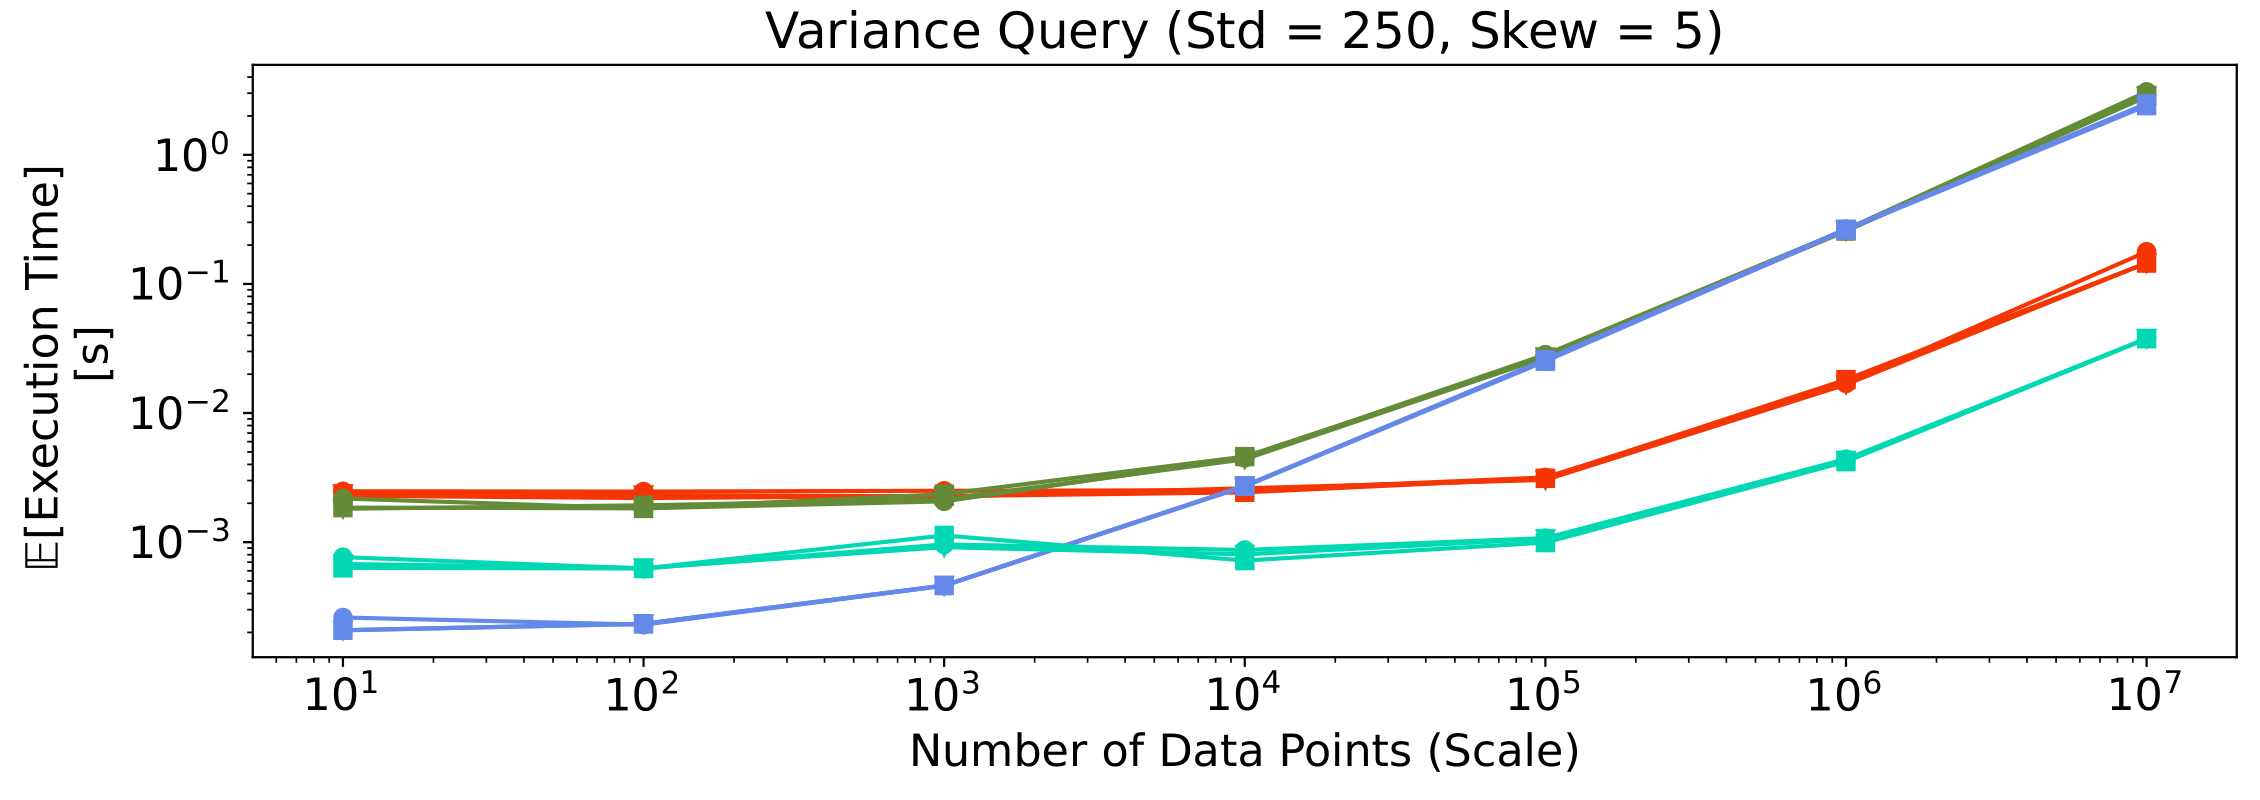 Variance Query (Std = 250, Skew = 5)
𝔼[Execution Time]
[s]
10⁰
10⁻¹
10⁻²
10⁻³
10¹ 10² 10³ 10⁴ 10⁵ 10⁶ 10⁷
Number of Data Points (Scale)